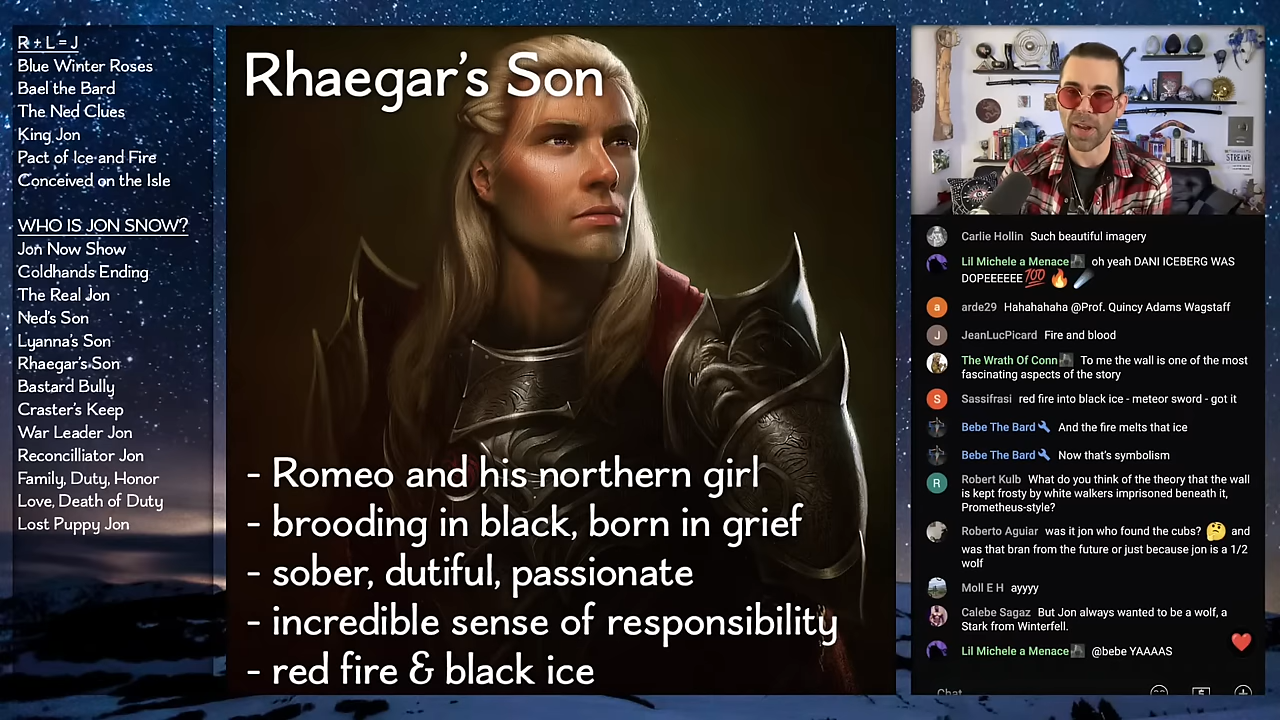 R + L = J
Blue Winter Roses
Bael the Bard
The Ned Clues
King Jon
Pact of Ice and Fire
Conceived on the Isle
WHO IS JON SNOW?
Jon Now Show
Coldhands Ending
The Real Jon
Ned's Son
Lyanna's Son
Rhaegar's Son
Bastard Bully
Craster's Keep
War Leader Jon
Reconcilliator Jon
Family, Duty, Honor
Love, Death of Duty
Lost Puppy Jon
Rhaegar's Son
- Romeo and his northern girl
- brooding in black, born in grief
- sober, dutiful, passionate
- incredible sense of responsibility
- red fire & black ice
STREAMR
Carlie Hollin Such beautiful imagery
Lil Michele a Menace oh yeah DANI ICEBERG WAS
DOPEEEEEE 💯 🔥 ☄️
arde29 Hahahahaha @Prof. Quincy Adams Wagstaff
JeanLucPicard Fire and blood
The Wrath Of Conn To me the wall is one of the most
fascinating aspects of the story
Sassifrasi red fire into black ice - meteor sword - got it
Bebe The Bard And the fire melts that ice
Bebe The Bard Now that's symbolism
Robert Kulb What do you think of the theory that the wall
is kept frosty by white walkers imprisoned beneath it,
Prometheus-style?
Roberto Aguiar was it jon who found the cubs? 🤔 and
was that bran from the future or just because jon is a 1/2
wolf
Moll E H ayyyy
Calebe Sagaz But Jon always wanted to be a wolf, a
Stark from Winterfell.
Lil Michele a Menace @bebe YAAAAS
Chat